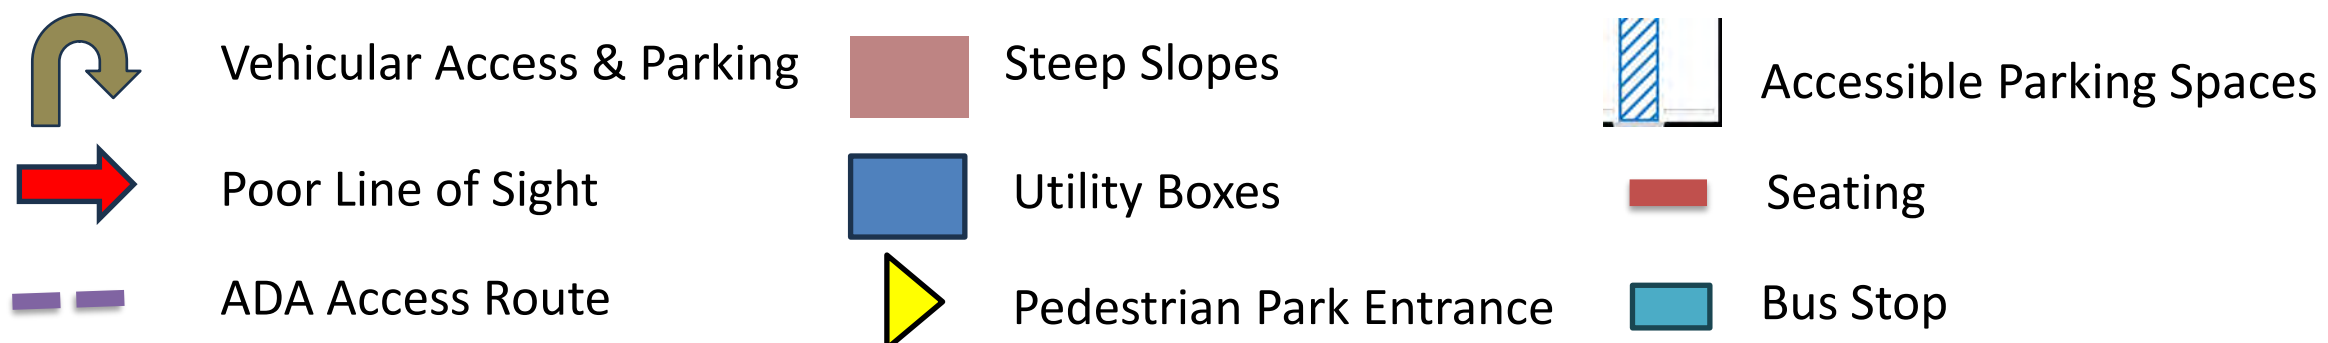 Vehicular Access & Parking
Steep Slopes
Accessible Parking Spaces
Poor Line of Sight
Utility Boxes
Seating
ADA Access Route
Pedestrian Park Entrance
Bus Stop